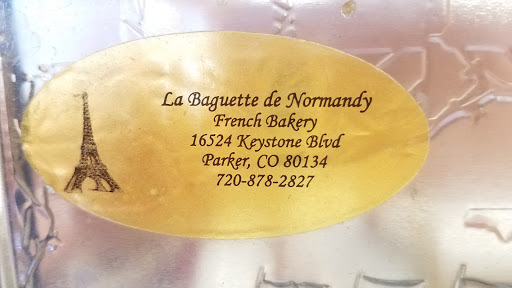 La Baguette de Normandy
French Bakery
16524 Keystone Blvd
Parker, CO 80134
720-878-2827